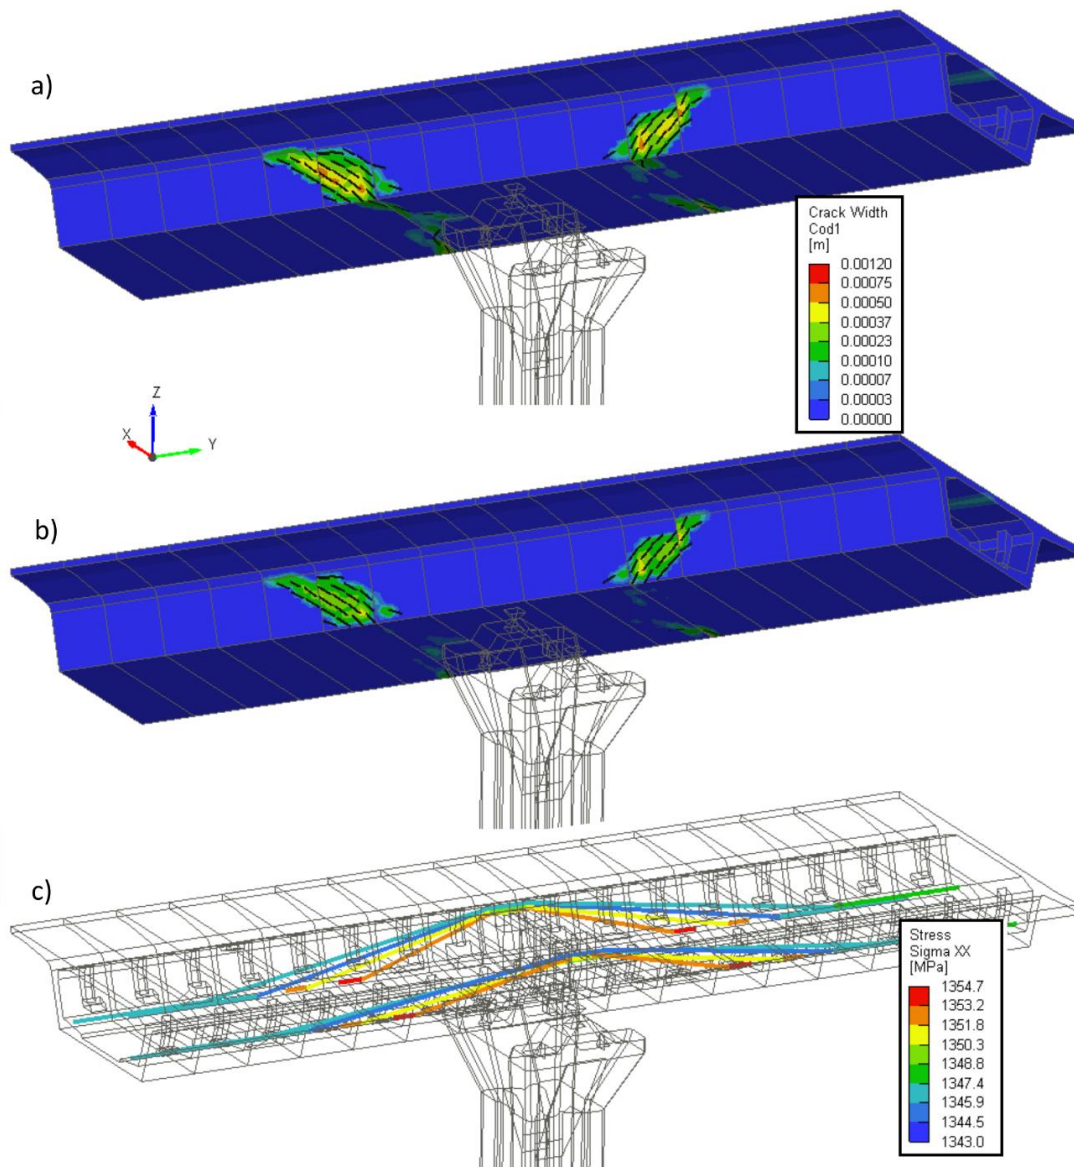 a)
Crack Width
Cod1
[m]
0.00120
0.00075
0.00050
0.00037
0.00023
0.00010
0.00007
0.00003
0.00000
Z
X
Y
b)
c)
Stress
Sigma XX
[MPa]
1354.7
1353.2
1351.8
1350.3
1348.8
1347.4
1345.9
1344.5
1343.0